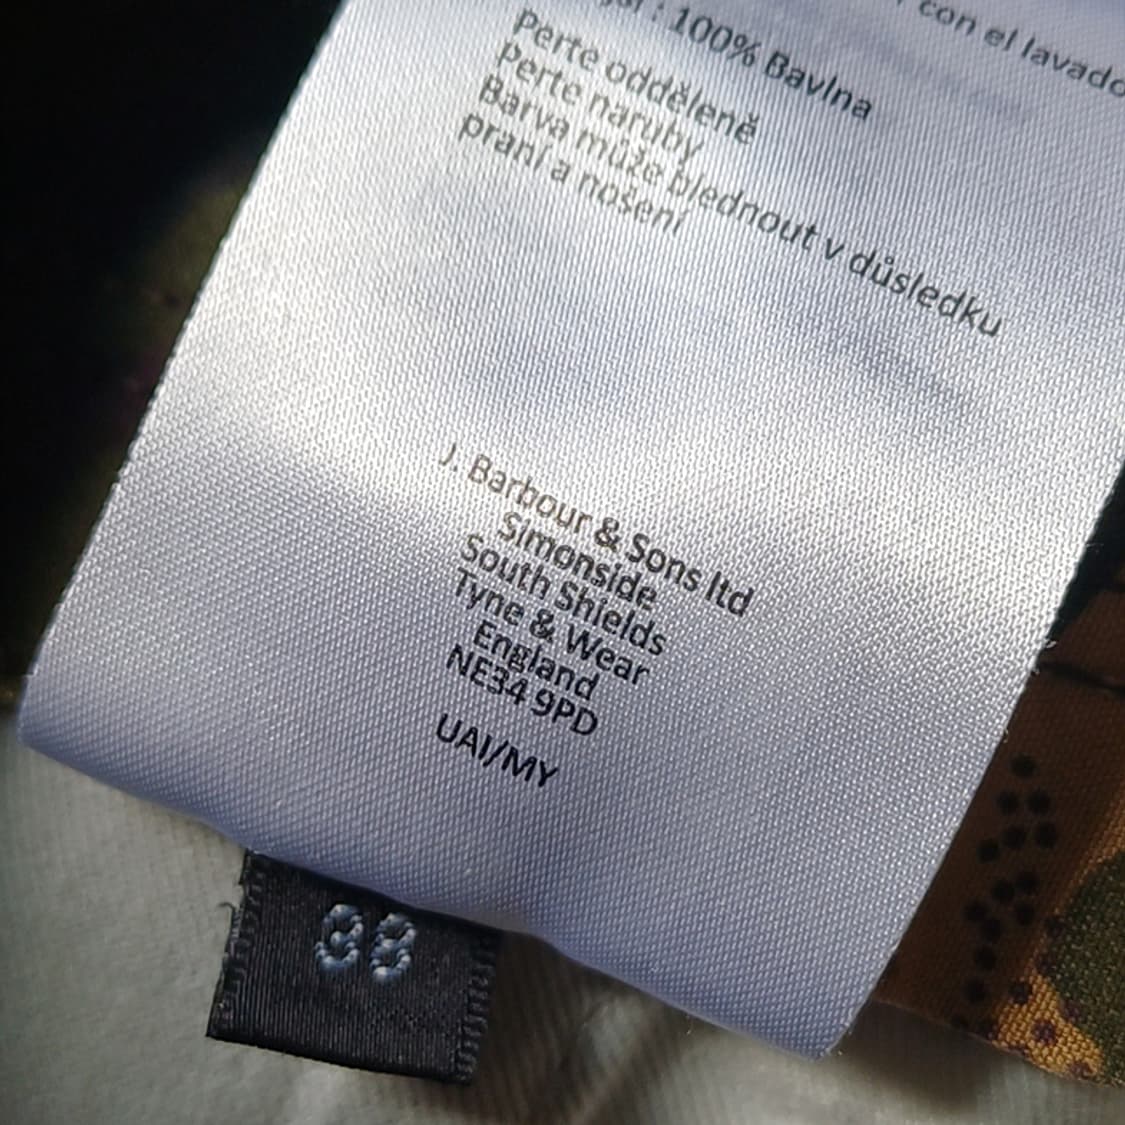 con el lavado
: 100% Bavlna
Perte odděleně
Perte naruby
Barva může blednout v důsledku
praní a nošení
J. Barbour & Sons ltd
Simonside
South Shields
Tyne & Wear
England
NE34 9PD
UAI/MY
38